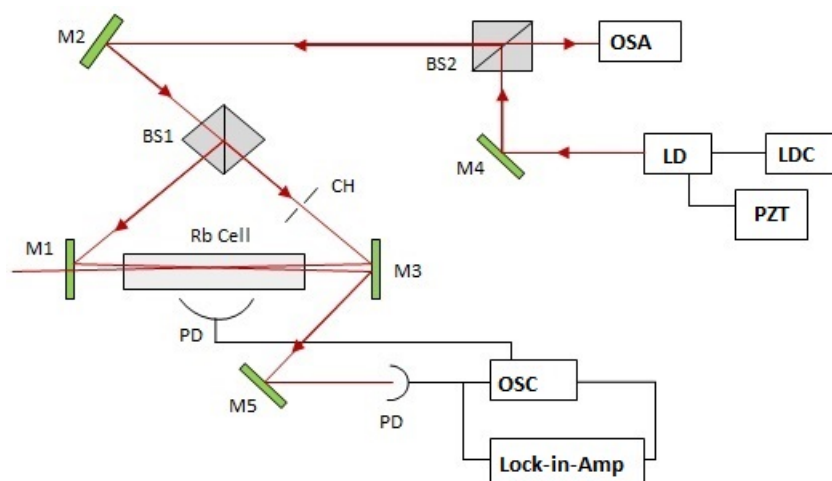 M2
BS2
OSA
BS1
M4
LD
LDC
CH
PZT
M1
Rb Cell
M3
PD
OSC
M5
PD
Lock-in-Amp